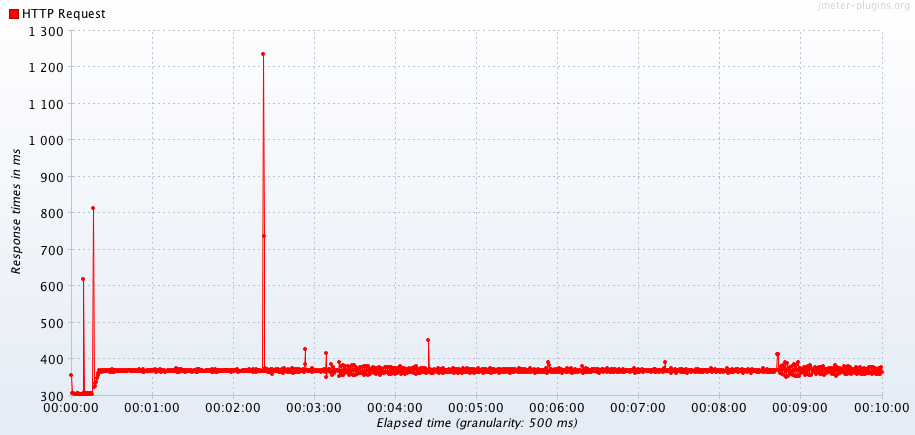 jmeter-plugins.org
HTTP Request
1 300
1 200
1 100
1 000
900
800
700
600
500
400
300
00:00:00 00:01:00 00:02:00 00:03:00 00:04:00 00:05:00 00:06:00 00:07:00 00:08:00 00:09:00 00:10:00
Response times in ms
Elapsed time (granularity: 500 ms)